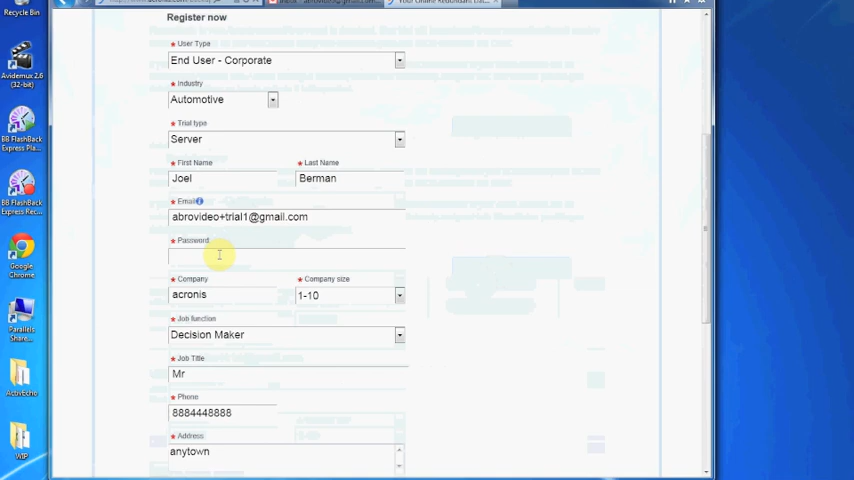 Recycle Bin
Avidemux 2.6
(32-bit)
BB FlashBack
Express Pla...
BB FlashBack
Express Rec...
Google
Chrome
Parallels
Share...
ActivEcho
WIP
Register now
* User Type
End User - Corporate
* Industry
Automotive
* Trial type
Server
* First Name * Last Name
Joel Berman
* Email
abrovideo+trial1@gmail.com
* Password
* Company * Company size
acronis 1-10
* Job function
Decision Maker
* Job Title
Mr
* Phone
8884448888
* Address
anytown